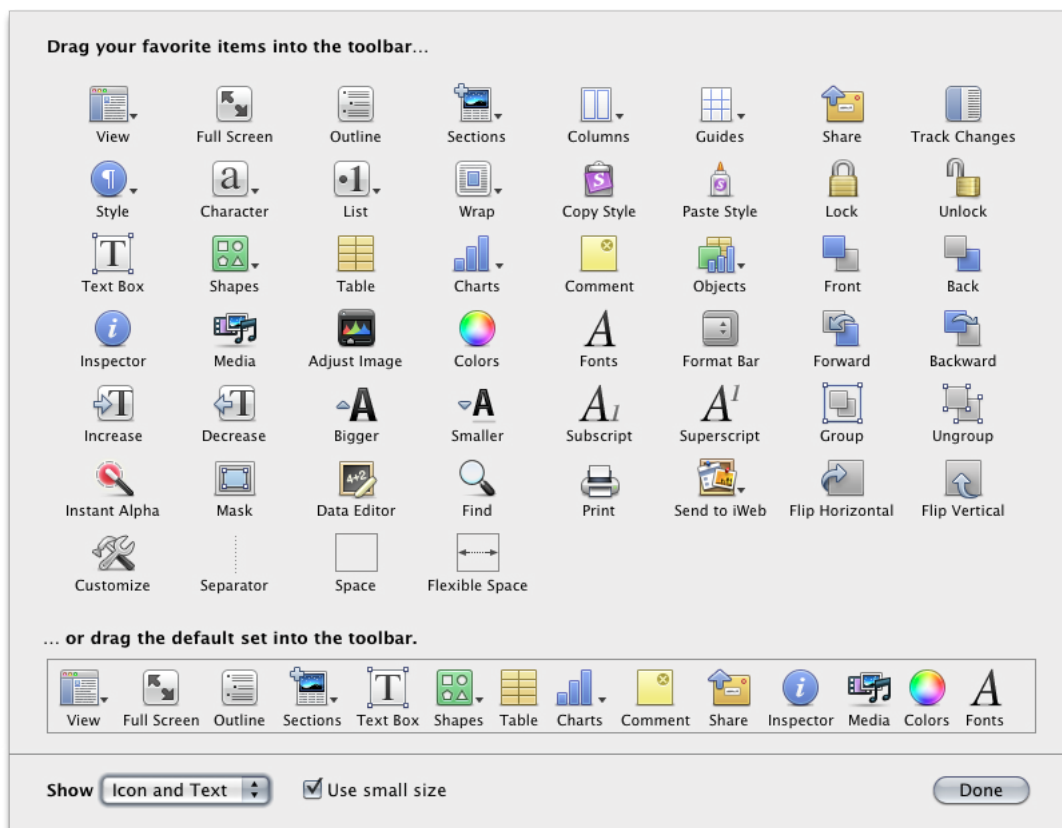 Drag your favorite items into the toolbar...
View Full Screen Outline Sections Columns Guides Share Track Changes
Style Character List Wrap Copy Style Paste Style Lock Unlock
Text Box Shapes Table Charts Comment Objects Front Back
Inspector Media Adjust Image Colors Fonts Format Bar Forward Backward
Increase Decrease Bigger Smaller Subscript Superscript Group Ungroup
Instant Alpha Mask Data Editor Find Print Send to iWeb Flip Horizontal Flip Vertical
Customize Separator Space Flexible Space
... or drag the default set into the toolbar.
View Full Screen Outline Sections Text Box Shapes Table Charts Comment Share Inspector Media Colors Fonts
Show Icon and Text Use small size Done